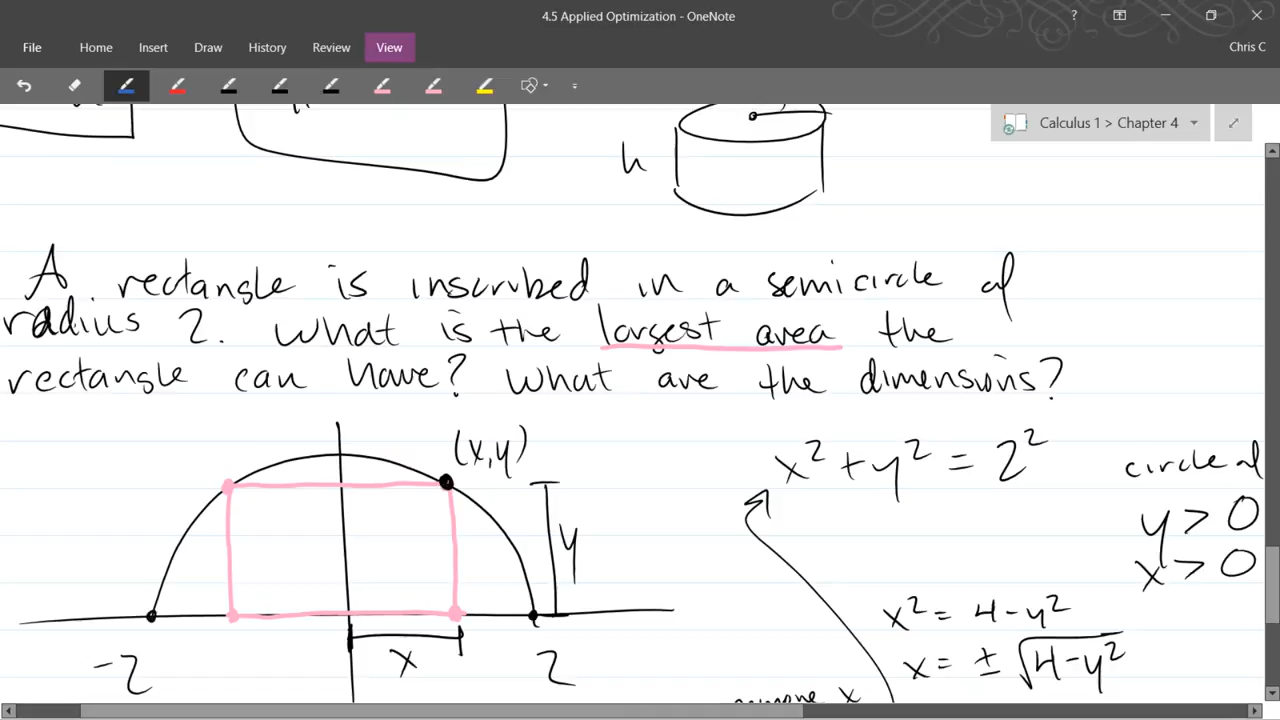 4.5 Applied Optimization - OneNote
File Home Insert Draw History Review View Chris C
Calculus 1 > Chapter 4
h
A rectangle is inscribed in a semicircle of
radius 2. What is the largest area the
rectangle can have? What are the dimensions?
(x,y)
x² + y² = 2²
circle of
y > 0
y
x > 0
x² = 4 - y²
x
-2
2
x = ± √4 - y²
x